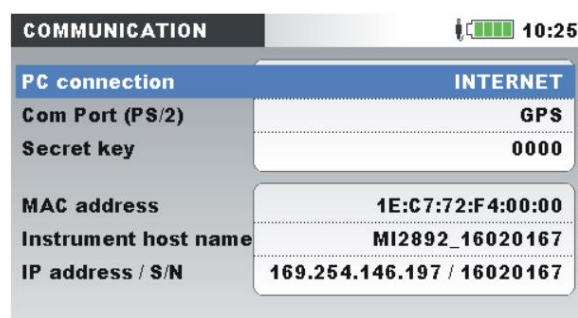 COMMUNICATION 10:25
PC connection INTERNET
Com Port (PS/2) GPS
Secret key 0000
MAC address 1E:C7:72:F4:00:00
Instrument host name MI2892_16020167
IP address / S/N 169.254.146.197 / 16020167